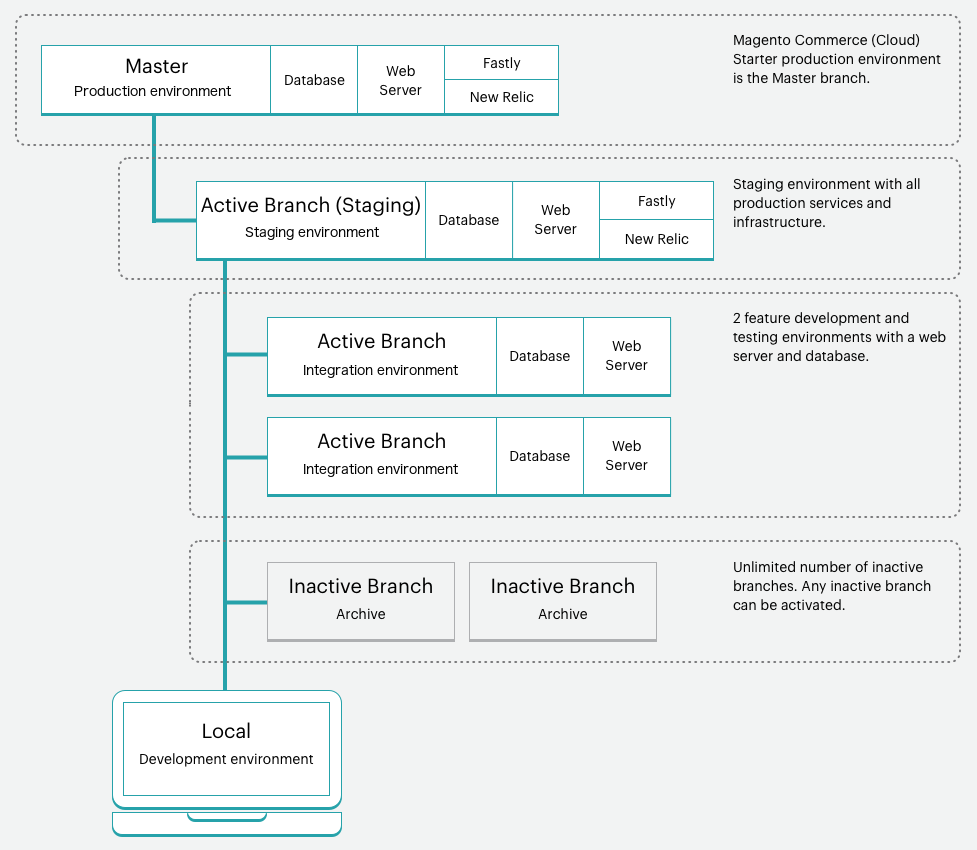 Master
Production environment
Database
Web
Server
Fastly
New Relic
Magento Commerce (Cloud)
Starter production environment
is the Master branch.
Active Branch (Staging)
Staging environment
Database
Web
Server
Fastly
New Relic
Staging environment with all
production services and
infrastructure.
Active Branch
Integration environment
Database
Web
Server
2 feature development and
testing environments with a web
server and database.
Active Branch
Integration environment
Database
Web
Server
Inactive Branch
Archive
Inactive Branch
Archive
Unlimited number of inactive
branches. Any inactive branch
can be activated.
Local
Development environment